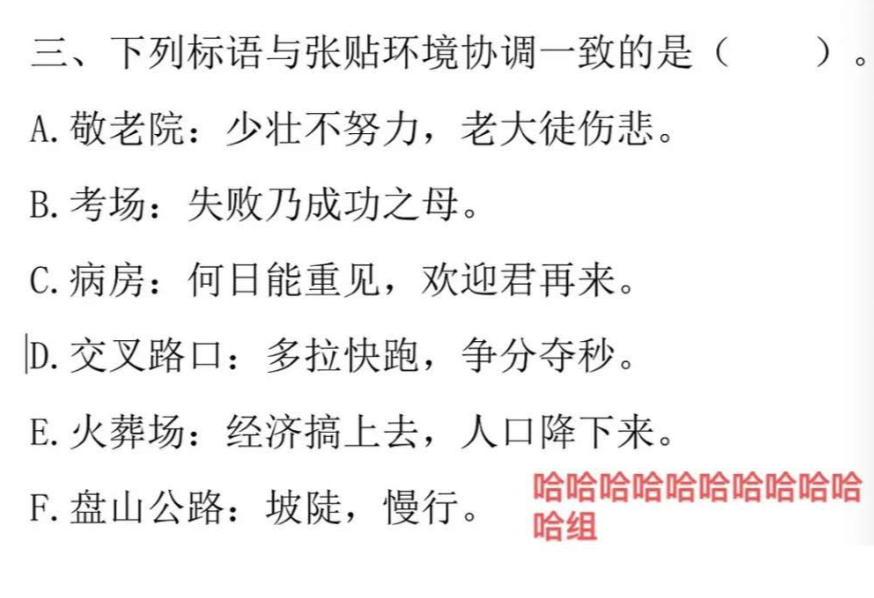 三、下列标语与张贴环境协调一致的是（　　）。
A.敬老院：少壮不努力，老大徒伤悲。
B.考场：失败乃成功之母。
C.病房：何日能重见，欢迎君再来。
D.交叉路口：多拉快跑，争分夺秒。
E.火葬场：经济搞上去，人口降下来。
F.盘山公路：坡陡，慢行。
哈哈哈哈哈哈哈哈哈哈
哈组